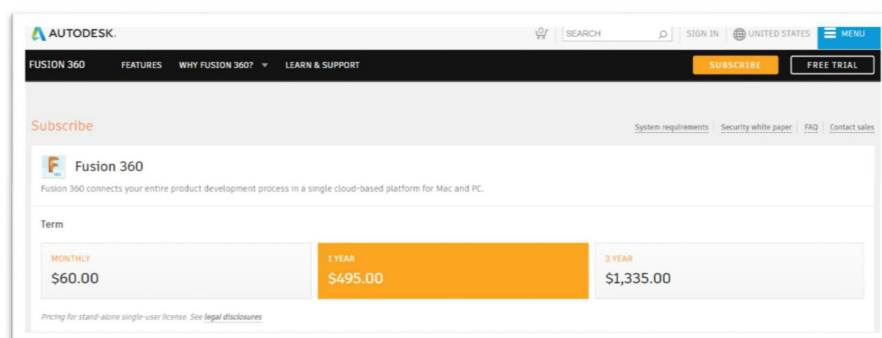 AUTODESK.
SEARCH
SIGN IN
UNITED STATES
MENU
FUSION 360
FEATURES
WHY FUSION 360?
LEARN & SUPPORT
SUBSCRIBE
FREE TRIAL
Subscribe
System requirements
Security white paper
FAQ
Contact sales
Fusion 360
Fusion 360 connects your entire product development process in a single cloud-based platform for Mac and PC.
Term
MONTHLY
$60.00
1 YEAR
$495.00
3 YEAR
$1,335.00
Pricing for stand-alone single-user license. See legal disclosures